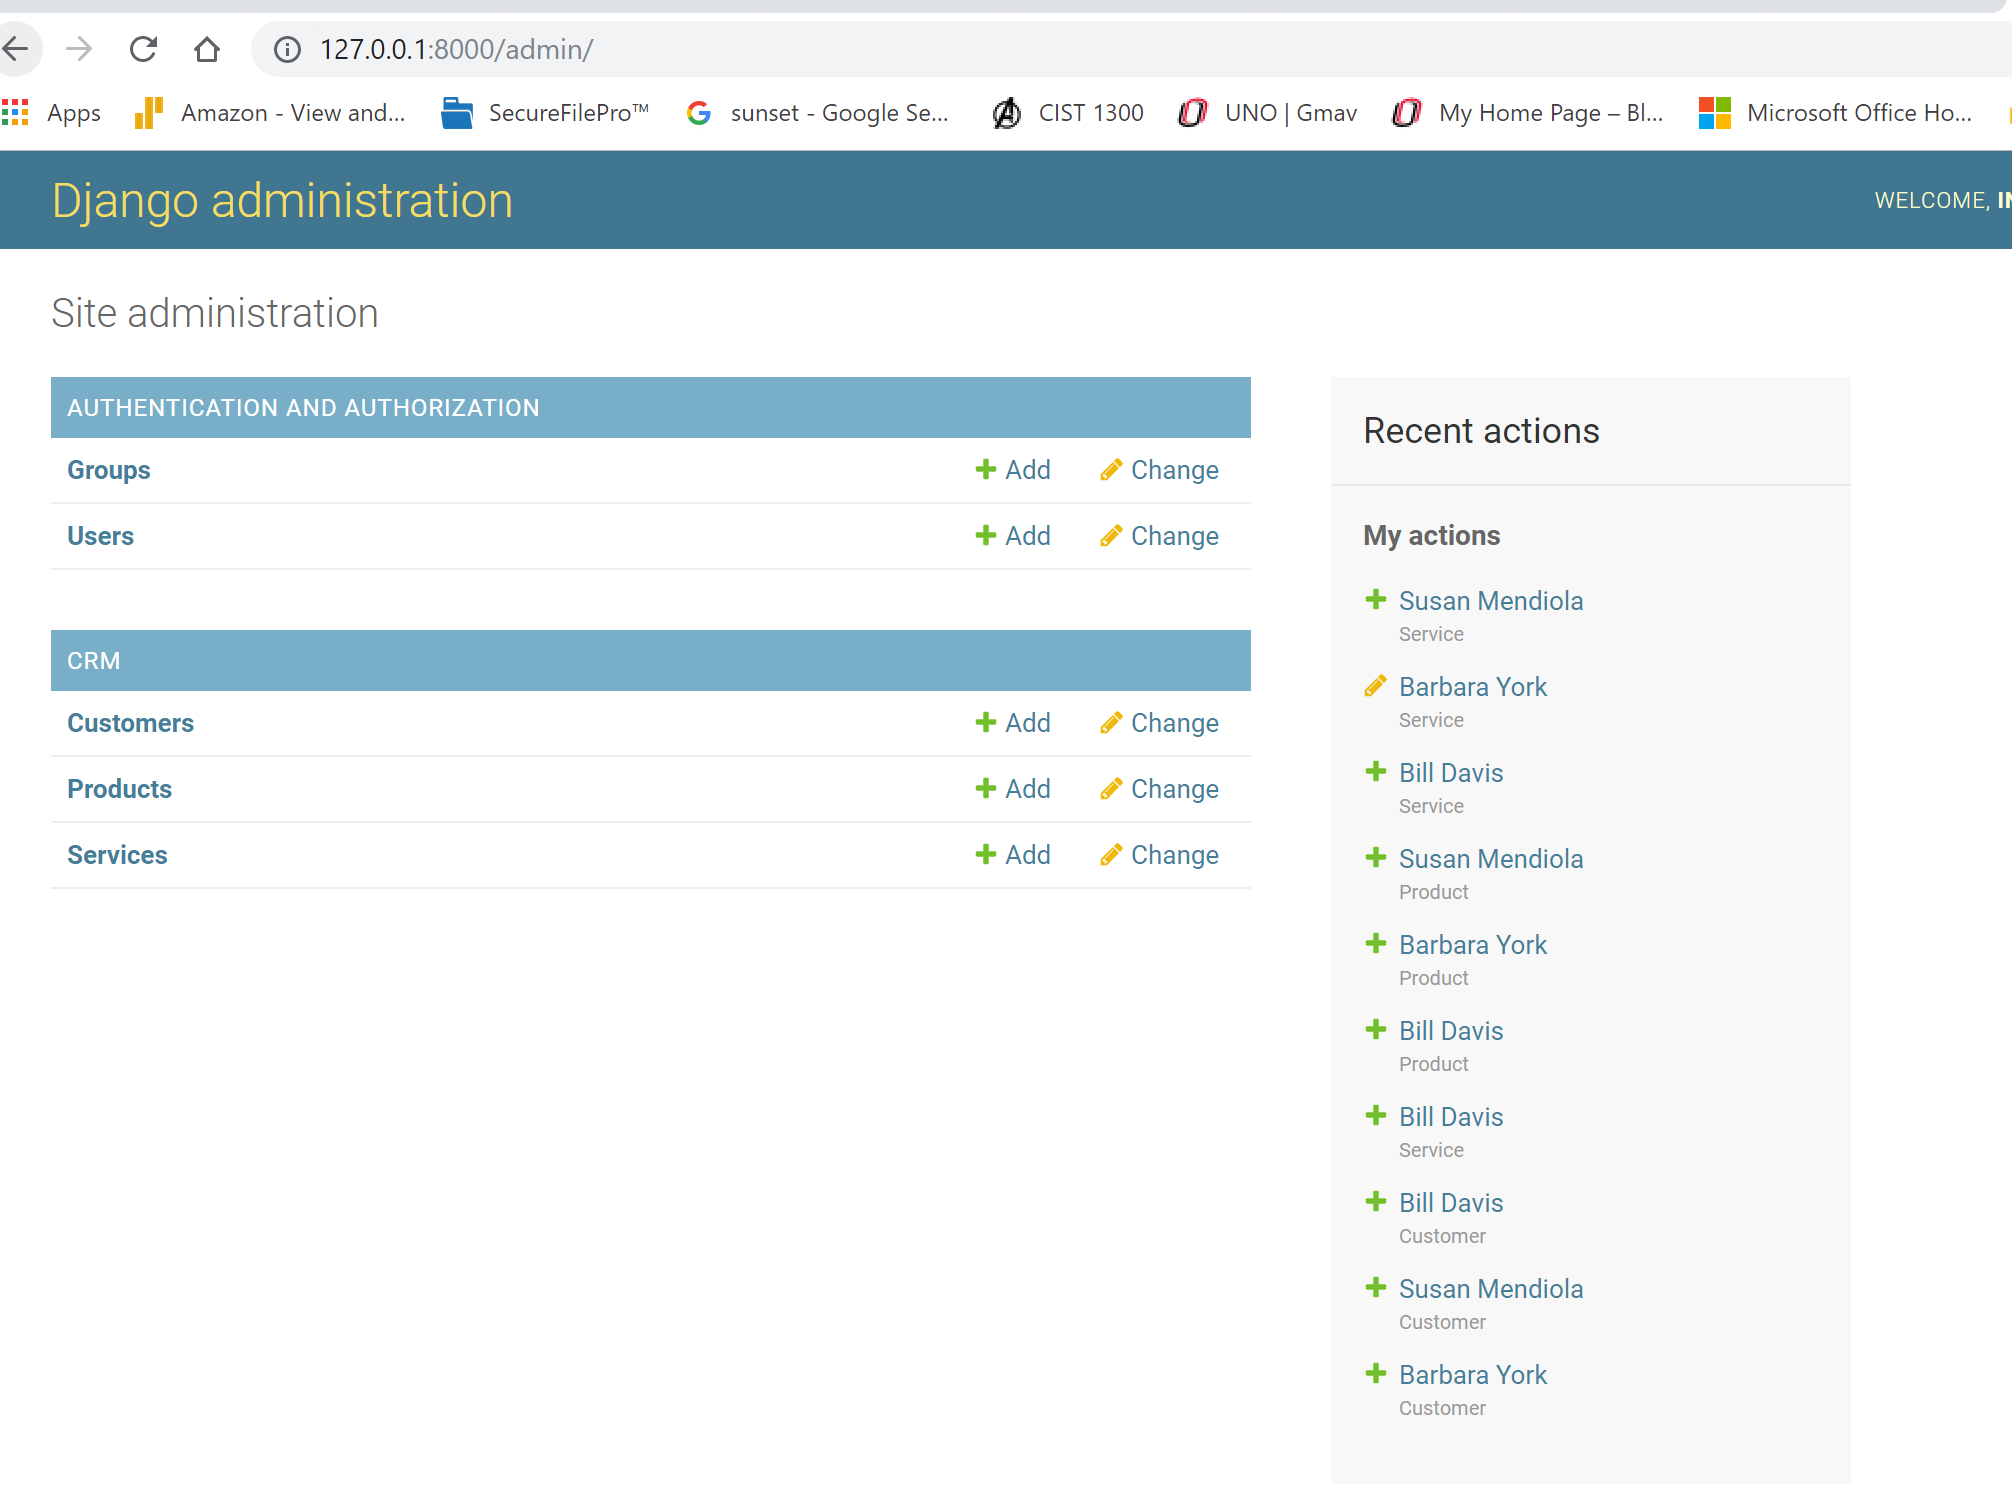 127.0.0.1:8000/admin/
Apps Amazon - View and... SecureFilePro™ sunset - Google Se... CIST 1300 UNO | Gmav My Home Page – Bl... Microsoft Office Ho...
Django administration
WELCOME, IN
Site administration
AUTHENTICATION AND AUTHORIZATION
Groups Add Change
Users Add Change
CRM
Customers Add Change
Products Add Change
Services Add Change
Recent actions
My actions
Susan Mendiola
Service
Barbara York
Service
Bill Davis
Service
Susan Mendiola
Product
Barbara York
Product
Bill Davis
Product
Bill Davis
Service
Bill Davis
Customer
Susan Mendiola
Customer
Barbara York
Customer